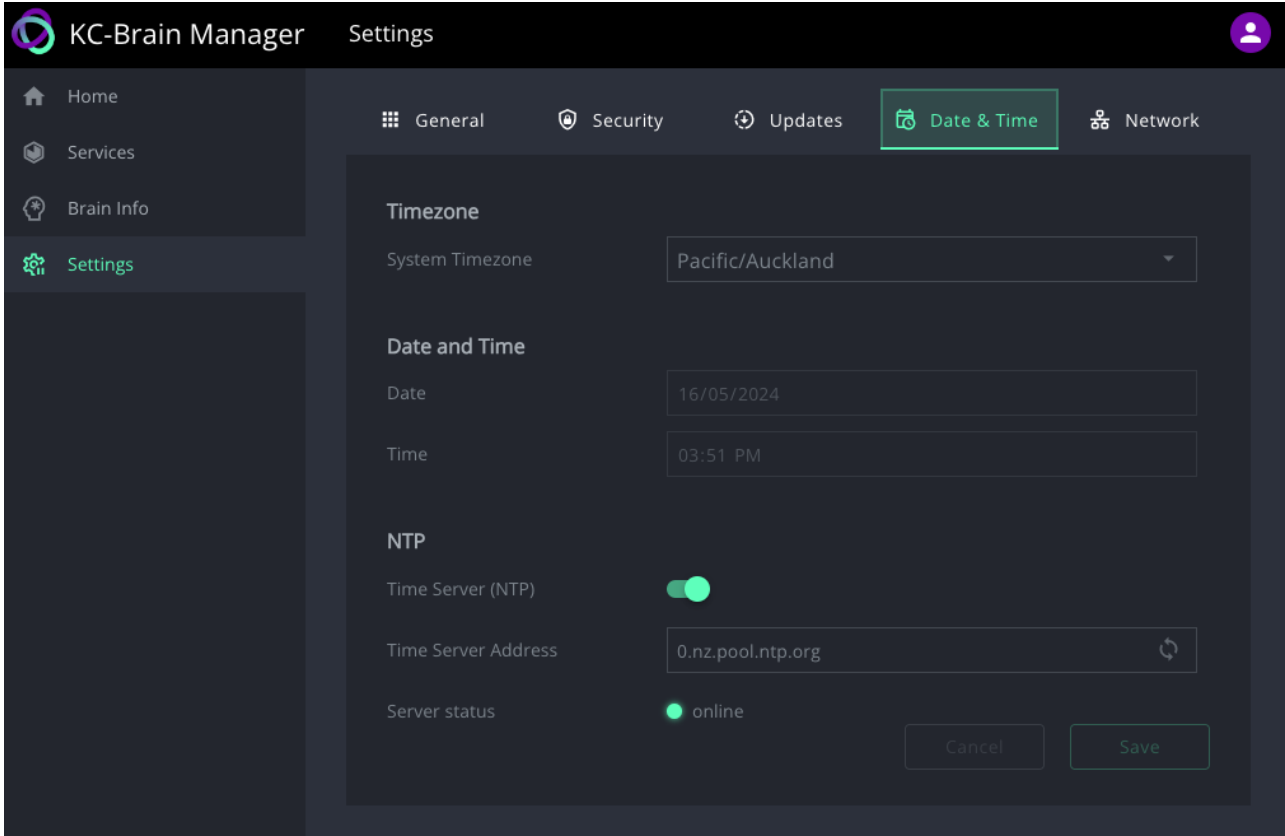 KC-Brain Manager
Settings
Home
Services
Brain Info
Settings
General
Security
Updates
Date & Time
Network
Timezone
System Timezone
Pacific/Auckland
Date and Time
Date
16/05/2024
Time
03:51 PM
NTP
Time Server (NTP)
Time Server Address
0.nz.pool.ntp.org
Server status
online
Cancel
Save